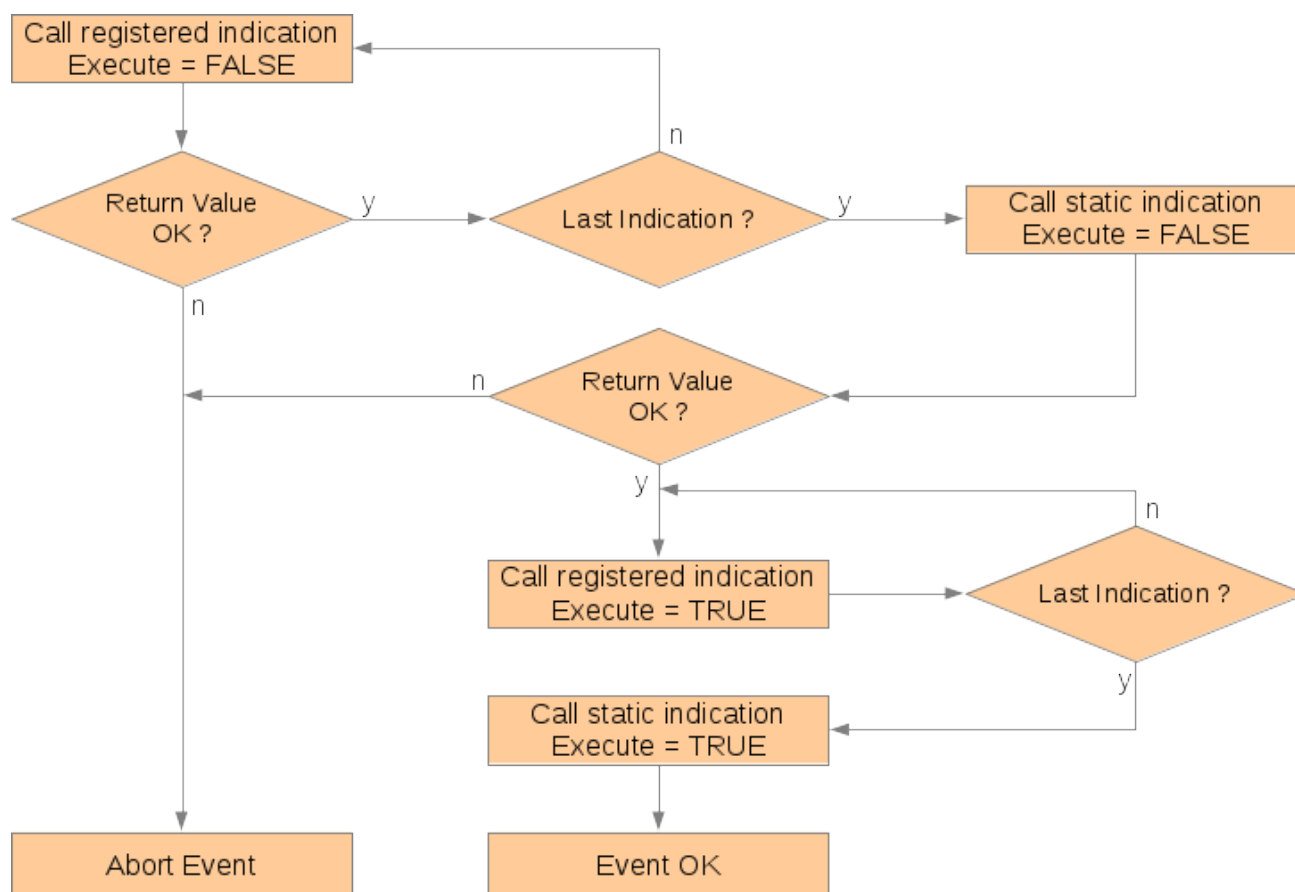 Call registered indication
Execute = FALSE
n
Return Value
OK ?
y
Last Indication ?
y
Call static indication
Execute = FALSE
n
n
Return Value
OK ?
y
n
Call registered indication
Execute = TRUE
Last Indication ?
y
Call static indication
Execute = TRUE
Abort Event
Event OK